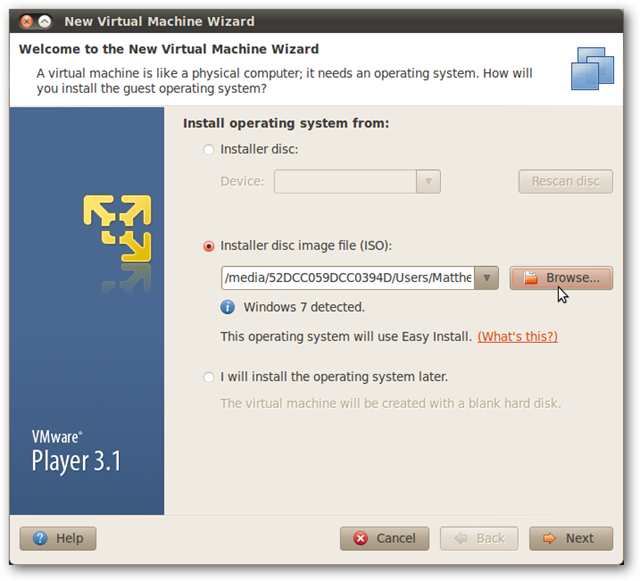 New Virtual Machine Wizard
Welcome to the New Virtual Machine Wizard
A virtual machine is like a physical computer; it needs an operating system. How will
you install the guest operating system?
Install operating system from:
Installer disc:
Device:
Rescan disc
Installer disc image file (ISO):
/media/52DCC059DCC0394D/Users/Matthe
Browse...
Windows 7 detected.
This operating system will use Easy Install. (What's this?)
I will install the operating system later.
The virtual machine will be created with a blank hard disk.
VMware®
Player 3.1
Help
Cancel
Back
Next